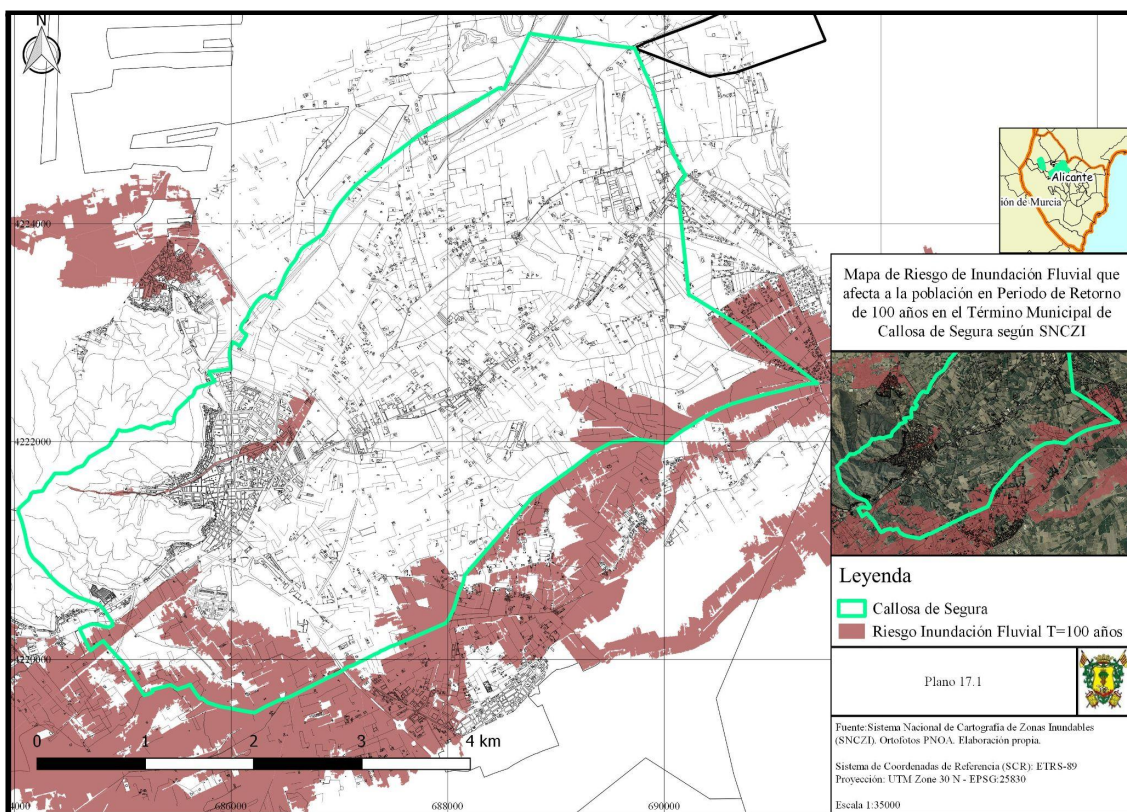 N
4224000
4222000
4220000
0 1 2 3 4 km
686000
688000
690000
Alicante
ión de Murcia
Mapa de Riesgo de Inundación Fluvial que
afecta a la población en Periodo de Retorno
de 100 años en el Término Municipal de
Callosa de Segura según SNCZI
Leyenda
Callosa de Segura
Riesgo Inundación Fluvial T=100 años
Plano 17.1
Fuente:Sistema Nacional de Cartografía de Zonas Inundables
(SNCZI). Ortofotos PNOA. Elaboración propia.
Sistema de Coordenadas de Referencia (SCR): ETRS-89
Proyección: UTM Zone 30 N - EPSG:25830
Escala 1:35000